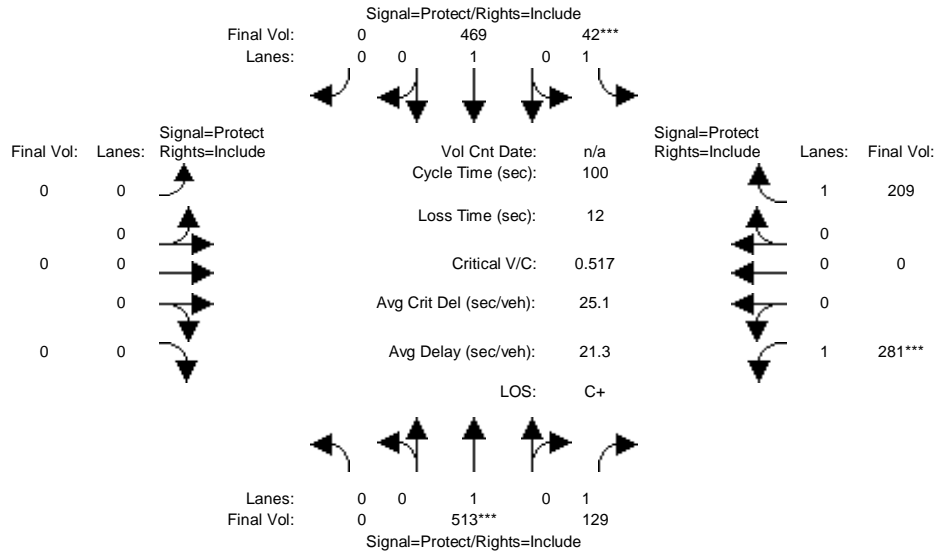 Signal=Protect/Rights=Include
Final Vol: 0 469 42***
Lanes: 0 0 1 0 1
Signal=Protect Signal=Protect
Final Vol: Lanes: Rights=Include Vol Cnt Date: n/a Rights=Include Lanes: Final Vol:
Cycle Time (sec): 100
0 0 1 209
Loss Time (sec): 12
0 0
0 0 Critical V/C: 0.517 0 0
0 Avg Crit Del (sec/veh): 25.1 0
0 0 Avg Delay (sec/veh): 21.3 1 281***
LOS: C+
Lanes: 0 0 1 0 1
Final Vol: 0 513*** 129
Signal=Protect/Rights=Include